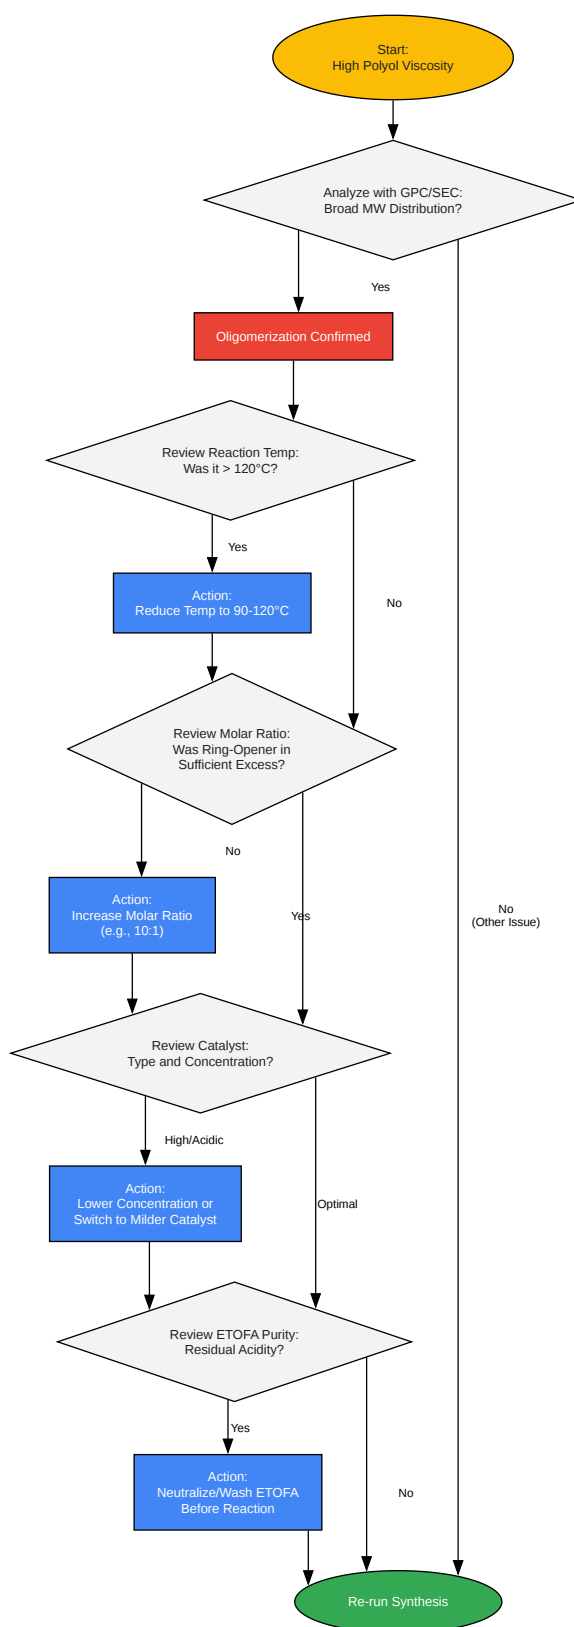 Start:
High Polyol Viscosity
Analyze with GPC/SEC:
Broad MW Distribution?
Yes
Oligomerization Confirmed
Review Reaction Temp:
Was it > 120°C?
Yes
Action:
Reduce Temp to 90-120°C
No
Review Molar Ratio:
Was Ring-Opener in
Sufficient Excess?
No
Action:
Increase Molar Ratio
(e.g., 10:1)
Yes
No
(Other Issue)
Review Catalyst:
Type and Concentration?
High/Acidic
Action:
Lower Concentration or
Switch to Milder Catalyst
Optimal
Review ETOFA Purity:
Residual Acidity?
Yes
Action:
Neutralize/Wash ETOFA
Before Reaction
No
Re-run Synthesis